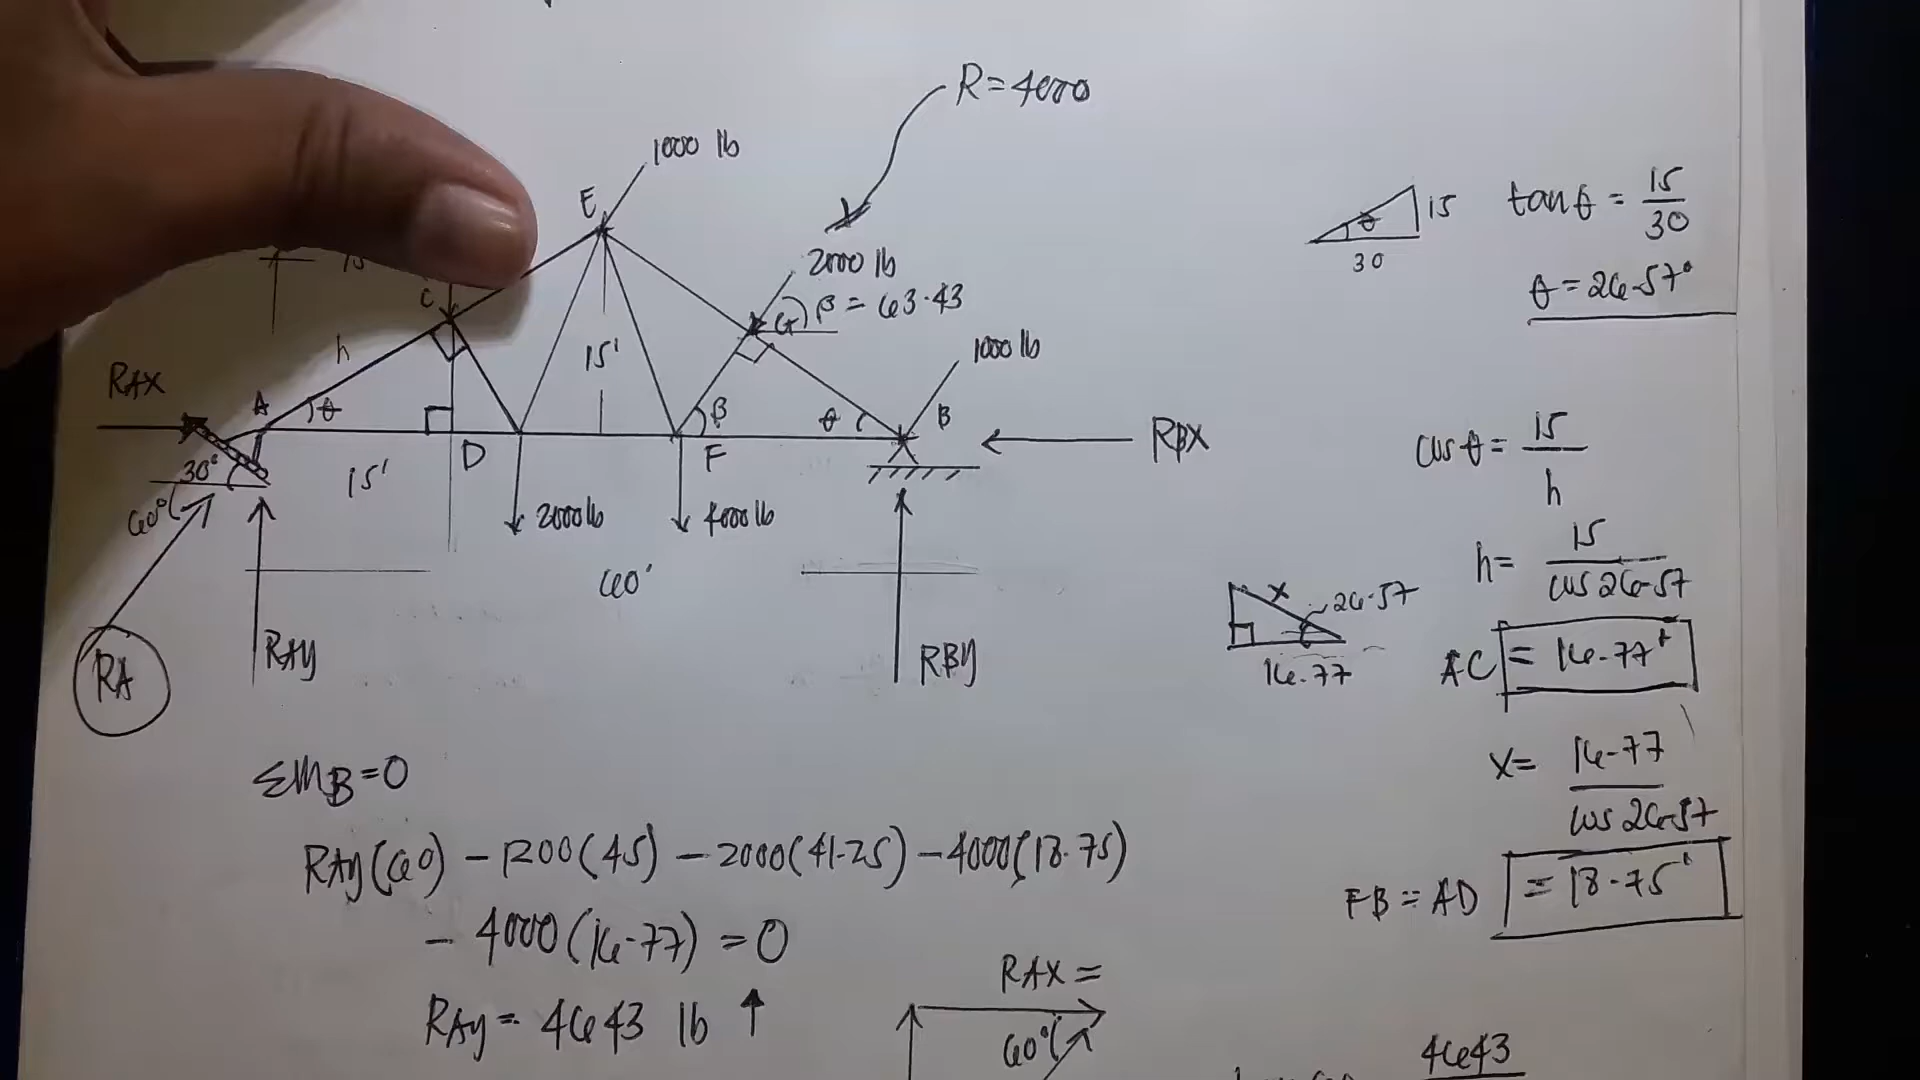 R = 4000
1000 lb
E
15
tan θ = 15/30
θ
15
30
θ = 26.57°
2000 lb
β = 63.43
G
C
h
15'
1000 lb
RAX
A
θ
β
θ
B
RBX
cos θ = 15/h
30°
15'
D
F
60°
2000 lb
4000 lb
h = 15/cos 26.57
60'
x
26.57
16.77
RA
RAY
RBY
AC = 16.77'
ΣMB = 0
x = 16.77/cos 26.57
RAY(60) - 1200(45) - 2000(41.25) - 4000(18.75)
FB = AD = 18.75'
- 4000(16.77) = 0
RAX =
RAY = 4643 lb ↑
60°
4643